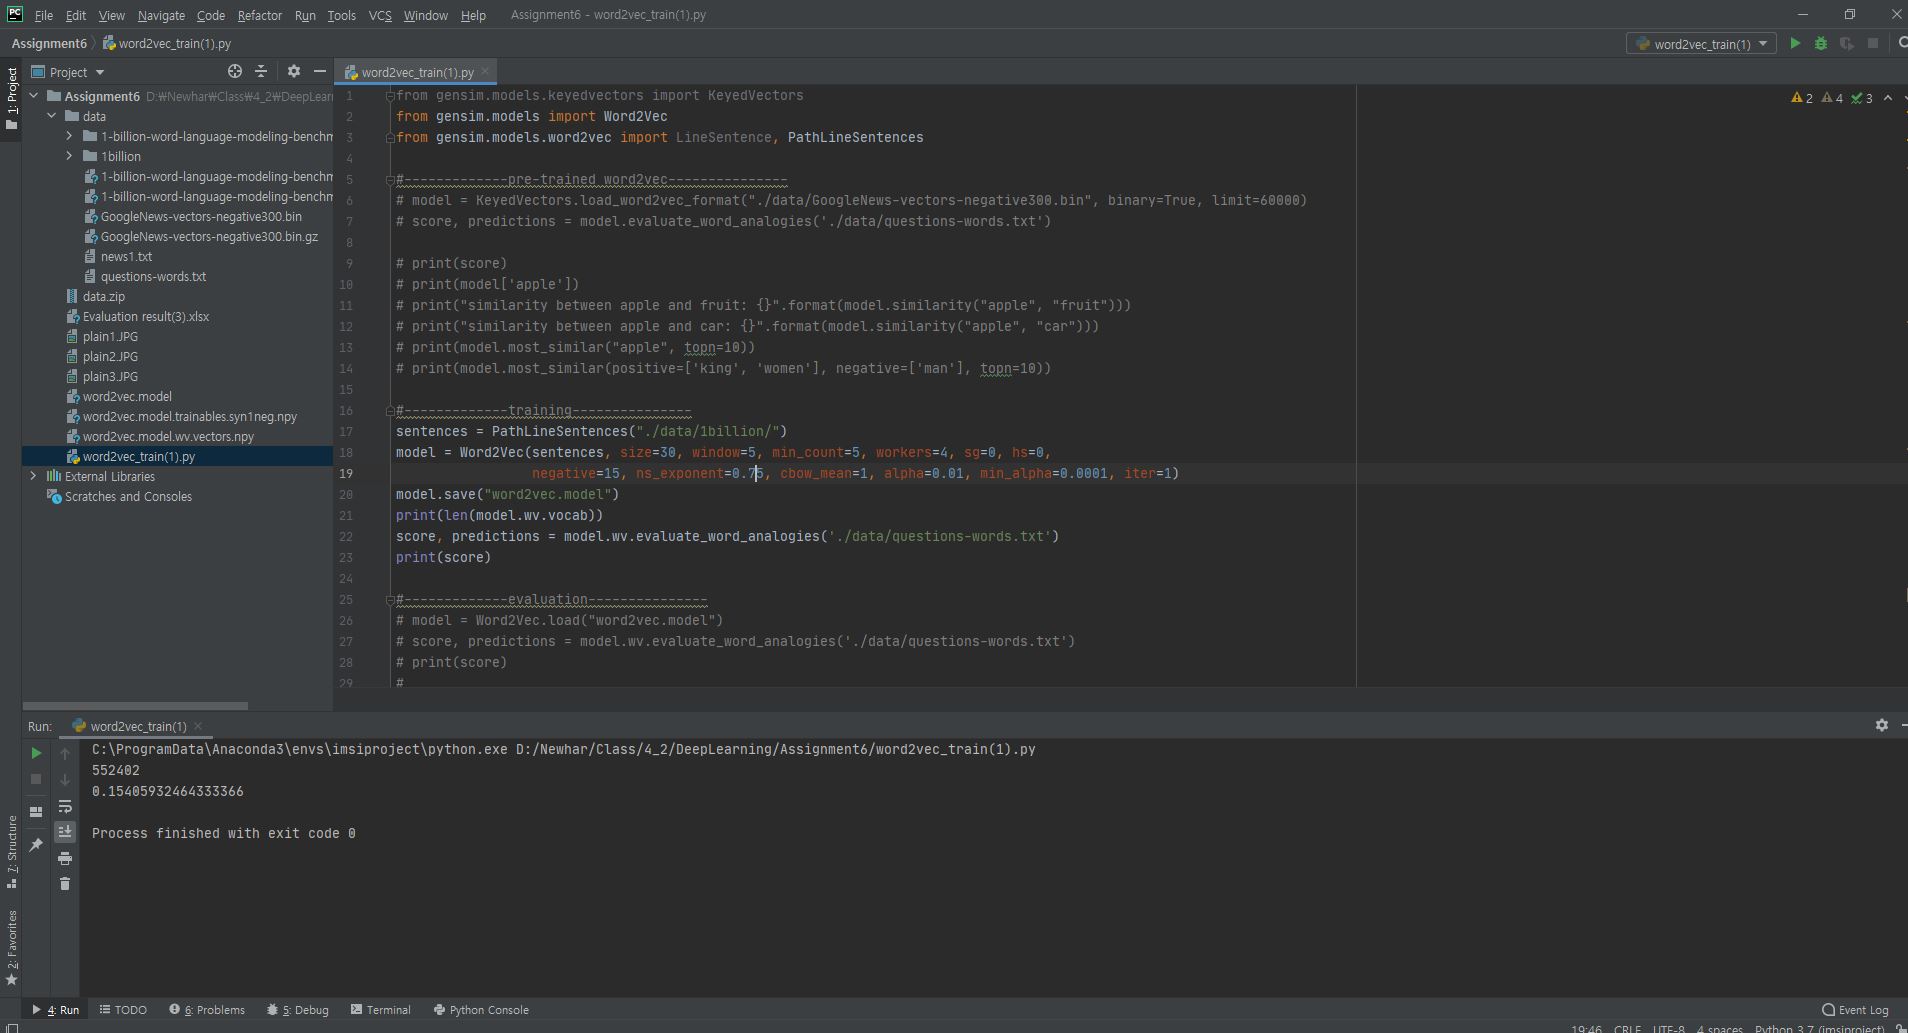 PC File Edit View Navigate Code Refactor Run Tools VCS Window Help Assignment6 - word2vec_train(1).py
Assignment6 word2vec_train(1).py word2vec_train(1)
Project
word2vec_train(1).py
1: Project
Assignment6 D:₩Newhar₩Class₩4_2₩DeepLear
data
1-billion-word-language-modeling-benchm
1billion
1-billion-word-language-modeling-benchm
1-billion-word-language-modeling-benchm
GoogleNews-vectors-negative300.bin
GoogleNews-vectors-negative300.bin.gz
news1.txt
questions-words.txt
data.zip
Evaluation result(3).xlsx
plain1.JPG
plain2.JPG
plain3.JPG
word2vec.model
word2vec.model.trainables.syn1neg.npy
word2vec.model.wv.vectors.npy
word2vec_train(1).py
External Libraries
Scratches and Consoles
2 4 3
1 from gensim.models.keyedvectors import KeyedVectors
2 from gensim.models import Word2Vec
3 from gensim.models.word2vec import LineSentence, PathLineSentences
4
5 #-------------pre-trained word2vec---------------
6 # model = KeyedVectors.load_word2vec_format("./data/GoogleNews-vectors-negative300.bin", binary=True, limit=60000)
7 # score, predictions = model.evaluate_word_analogies('./data/questions-words.txt')
8
9 # print(score)
10 # print(model['apple'])
11 # print("similarity between apple and fruit: {}".format(model.similarity("apple", "fruit")))
12 # print("similarity between apple and car: {}".format(model.similarity("apple", "car")))
13 # print(model.most_similar("apple", topn=10))
14 # print(model.most_similar(positive=['king', 'women'], negative=['man'], topn=10))
15
16 #-------------training---------------
17 sentences = PathLineSentences("./data/1billion/")
18 model = Word2Vec(sentences, size=30, window=5, min_count=5, workers=4, sg=0, hs=0,
19 negative=15, ns_exponent=0.75, cbow_mean=1, alpha=0.01, min_alpha=0.0001, iter=1)
20 model.save("word2vec.model")
21 print(len(model.wv.vocab))
22 score, predictions = model.wv.evaluate_word_analogies('./data/questions-words.txt')
23 print(score)
24
25 #-------------evaluation---------------
26 # model = Word2Vec.load("word2vec.model")
27 # score, predictions = model.wv.evaluate_word_analogies('./data/questions-words.txt')
28 # print(score)
29 #
Run: word2vec_train(1)
C:\ProgramData\Anaconda3\envs\imsiproject\python.exe D:/Newhar/Class/4_2/DeepLearning/Assignment6/word2vec_train(1).py
552402
0.15405932464333366
Process finished with exit code 0
7: Structure
2: Favorites
4: Run TODO 6: Problems 5: Debug Terminal Python Console Event Log
19:46 CRLF UTF-8 4 spaces Python 3.7 (imsiproject)